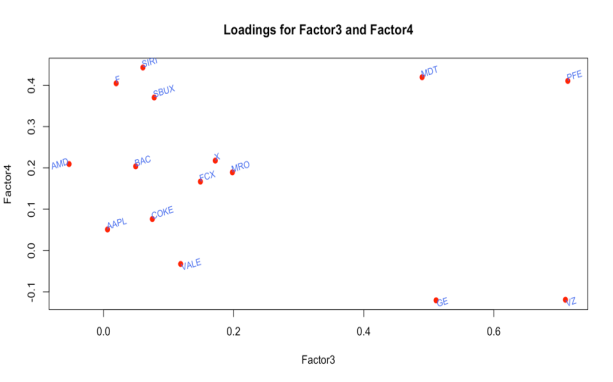 Loadings for Factor3 and Factor4
SIRI
F
SBUX
MDT
PFE
AMD
BAC
X
FCX
MRO
AAPL
COKE
VALE
GE
VZ
Factor4
0.4
0.3
0.2
0.1
0.0
-0.1
0.0 0.2 0.4 0.6
Factor3